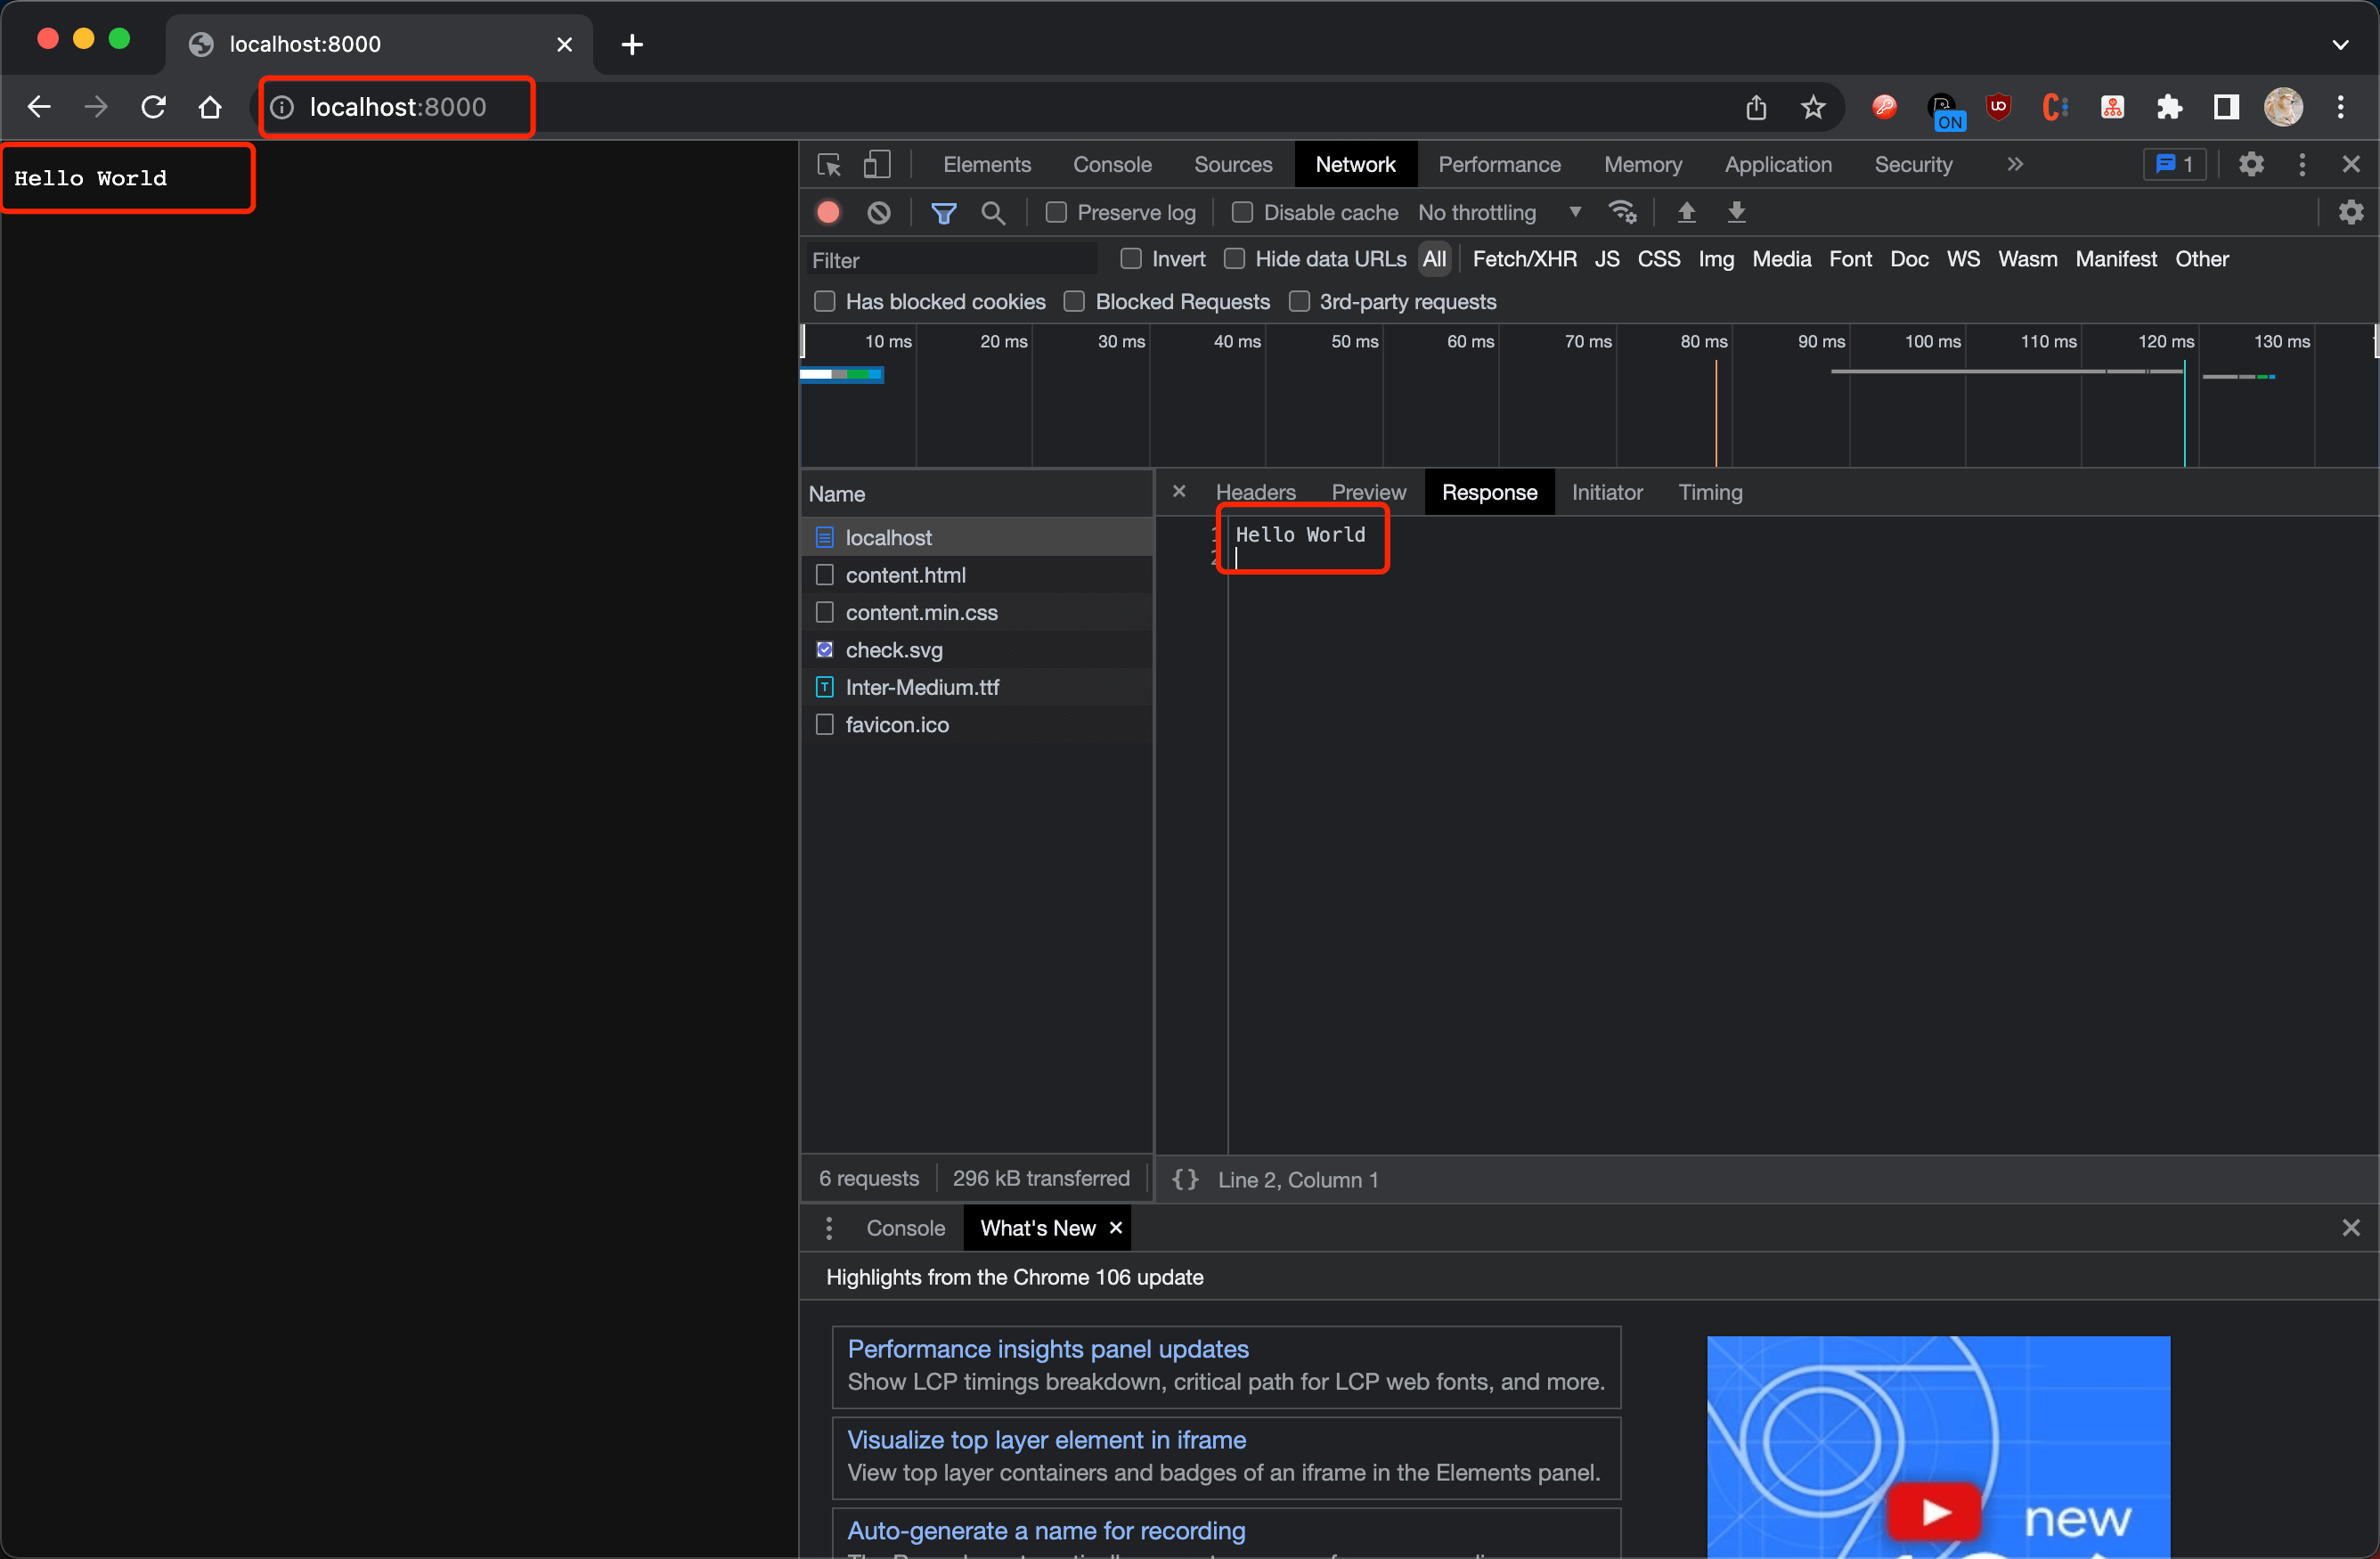 localhost:8000
localhost:8000
ON
Hello World
Elements Console Sources Network Performance Memory Application Security 1
Preserve log Disable cache No throttling
Filter Invert Hide data URLs All Fetch/XHR JS CSS Img Media Font Doc WS Wasm Manifest Other
Has blocked cookies Blocked Requests 3rd-party requests
10 ms 20 ms 30 ms 40 ms 50 ms 60 ms 70 ms 80 ms 90 ms 100 ms 110 ms 120 ms 130 ms
Name
localhost
content.html
content.min.css
check.svg
Inter-Medium.ttf
favicon.ico
6 requests 296 kB transferred
Headers Preview Response Initiator Timing
1 Hello World
2
{} Line 2, Column 1
Console What's New
Highlights from the Chrome 106 update
Performance insights panel updates
Show LCP timings breakdown, critical path for LCP web fonts, and more.
Visualize top layer element in iframe
View top layer containers and badges of an iframe in the Elements panel.
Auto-generate a name for recording
new